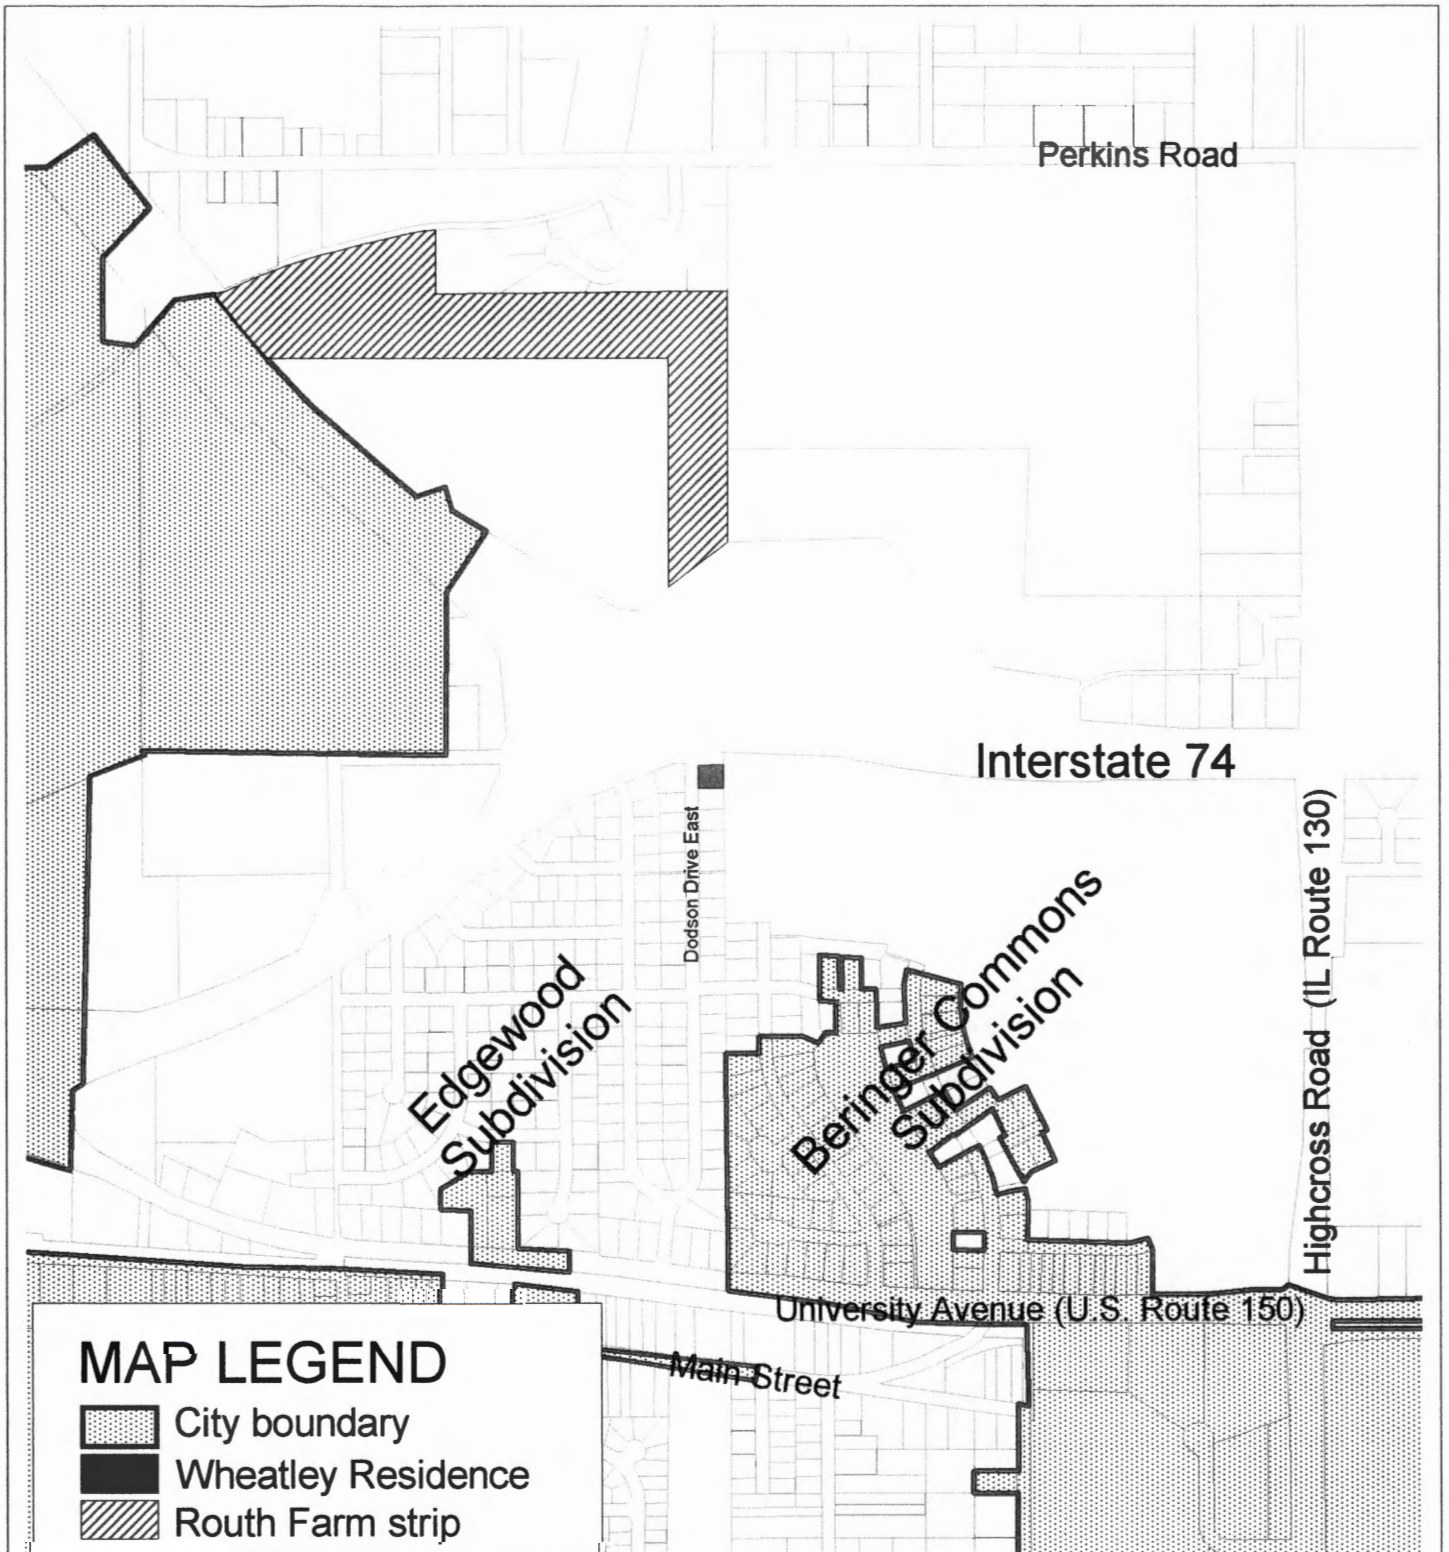 Perkins Road
Interstate 74
Highcross Road (IL Route 130)
Dodson Drive East
Edgewood
Subdivision
Beringer Commons
Subdivision
University Avenue (U.S. Route 150)
Main Street
MAP LEGEND
City boundary
Wheatley Residence
Routh Farm strip